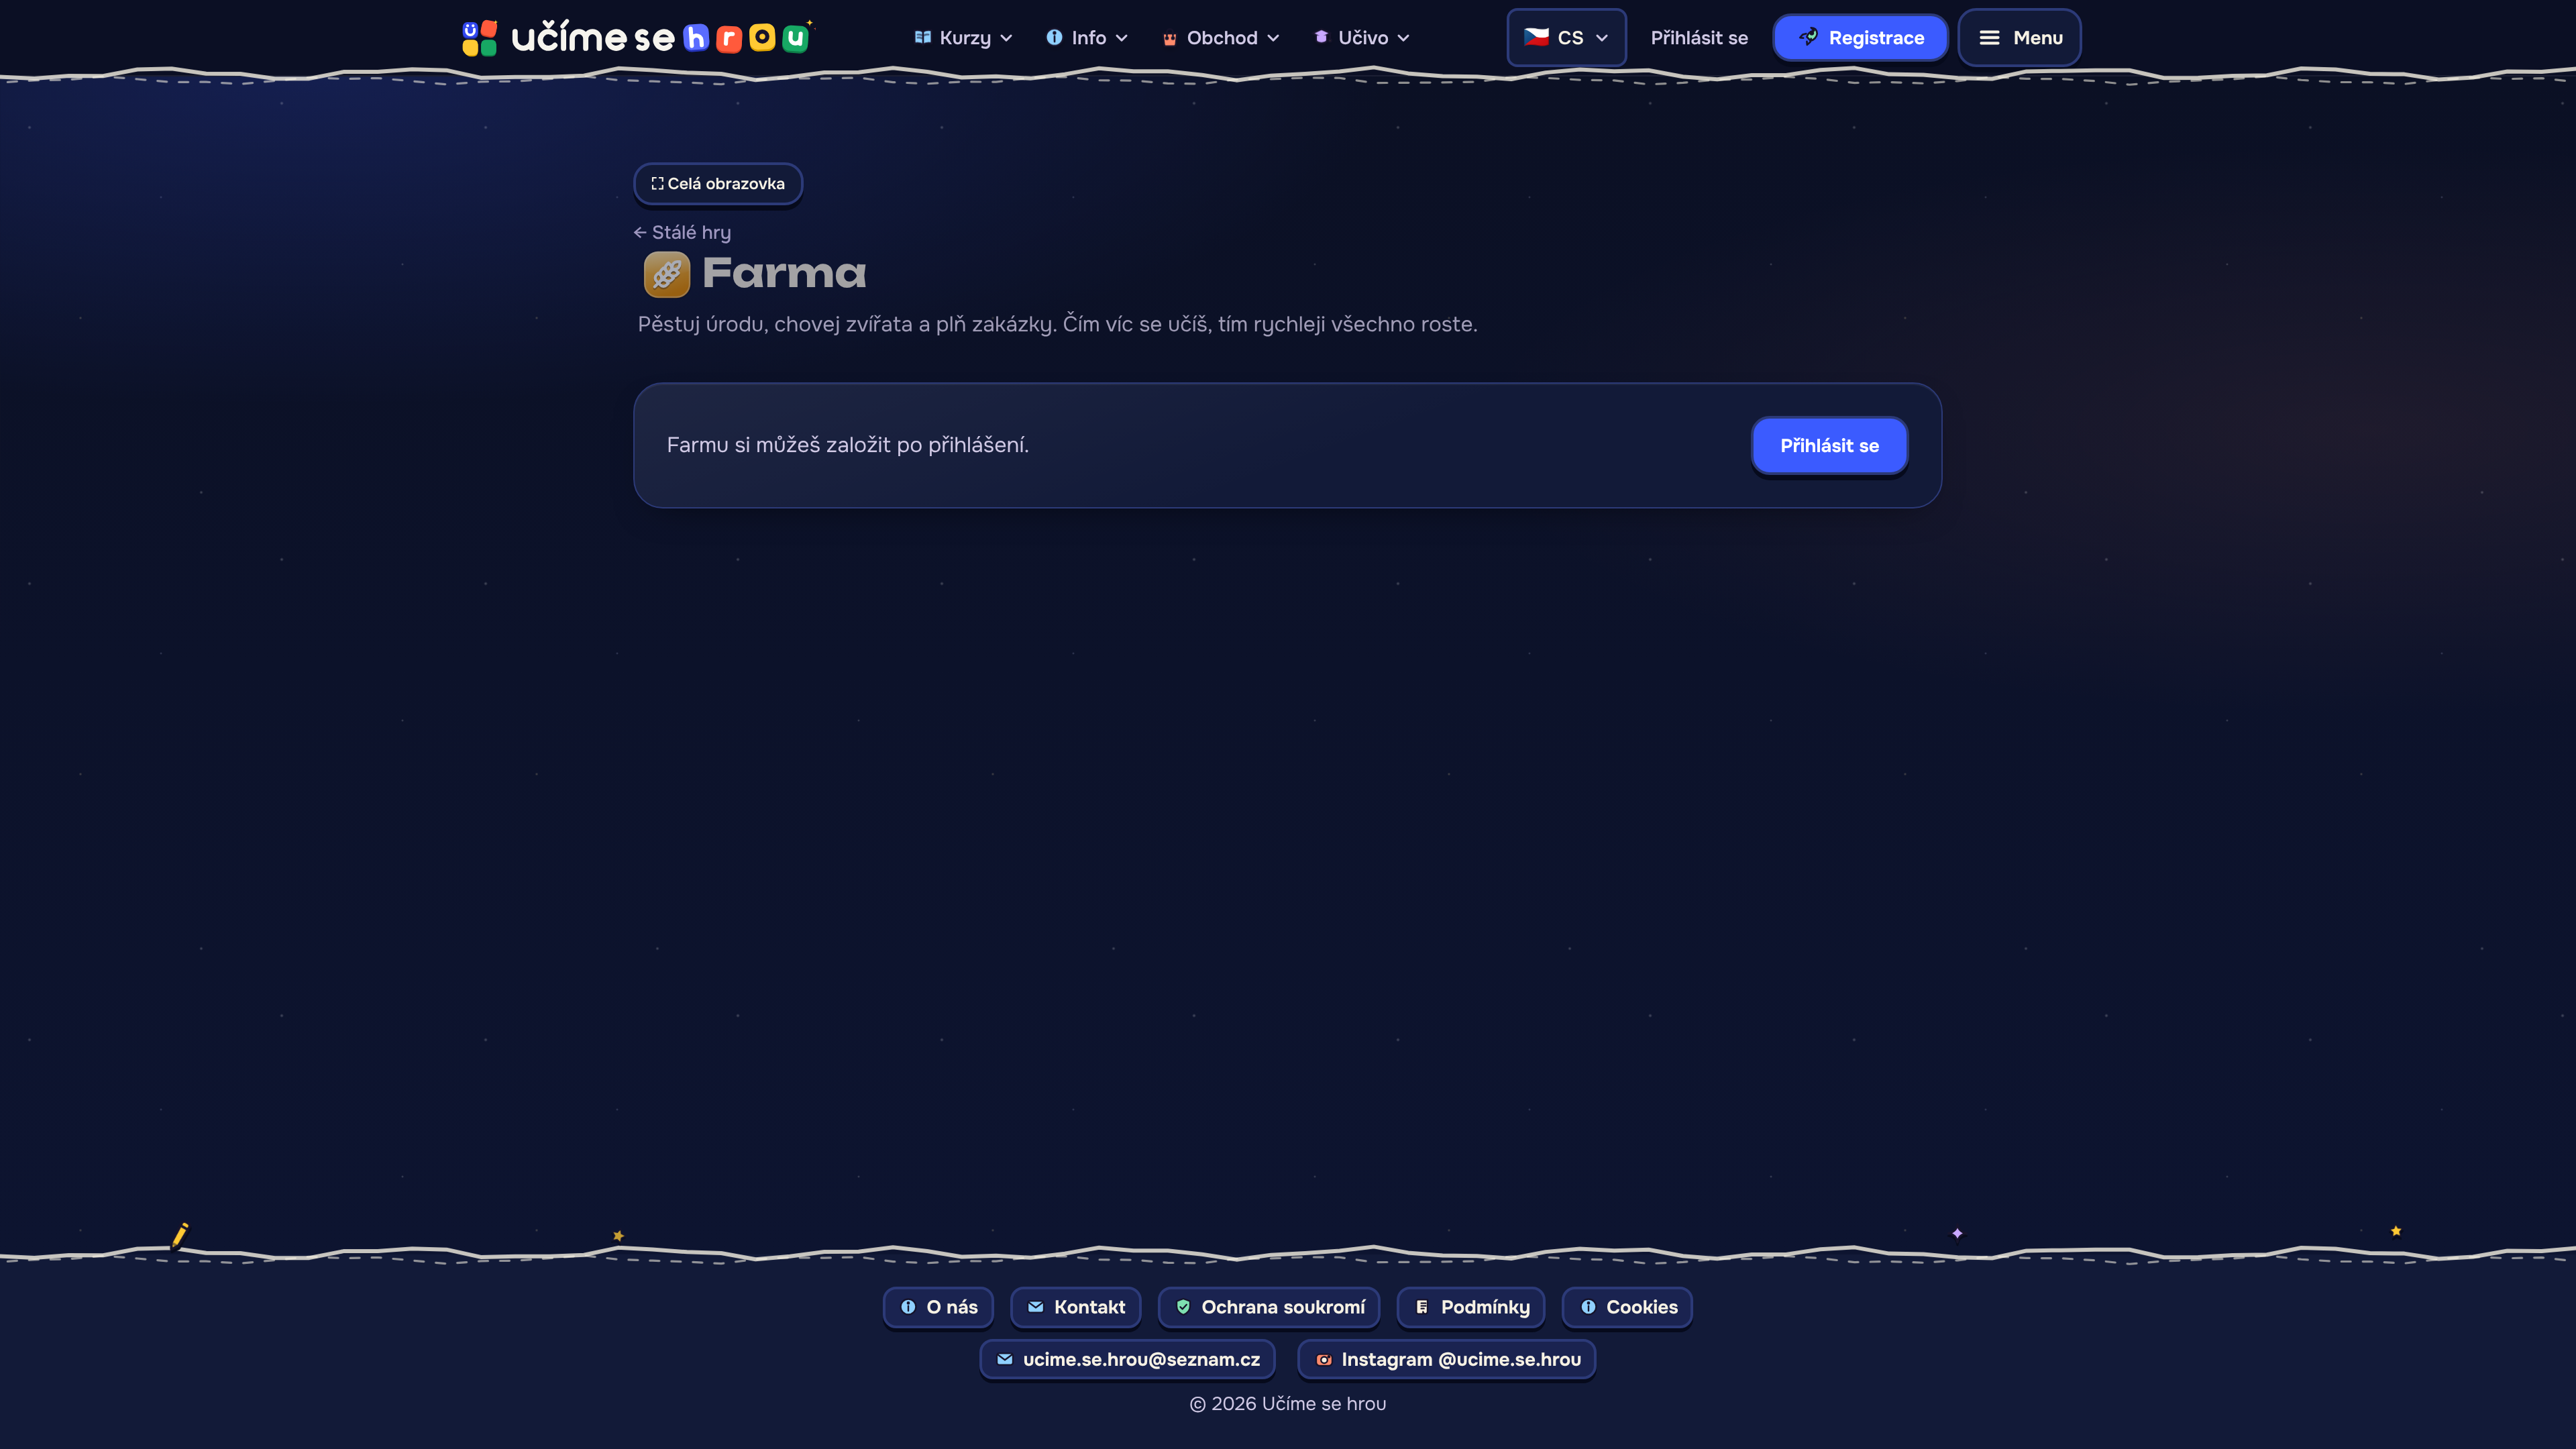 učíme se hrou
Kurzy
Info
Obchod
Učivo
CS
Přihlásit se
Registrace
Menu
Celá obrazovka
← Stálé hry
Farma
Pěstuj úrodu, chovej zvířata a plň zakázky. Čím víc se učíš, tím rychleji všechno roste.
Farmu si můžeš založit po přihlášení.
Přihlásit se
O nás
Kontakt
Ochrana soukromí
Podmínky
Cookies
ucime.se.hrou@seznam.cz
Instagram @ucime.se.hrou
© 2026 Učíme se hrou